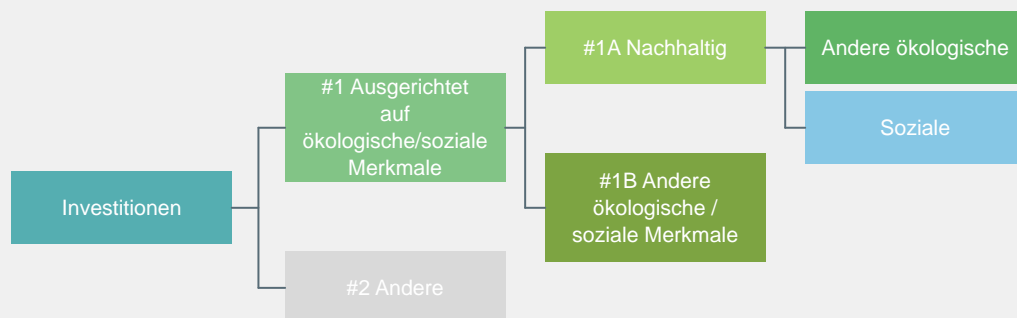 Investitionen
#1 Ausgerichtet
auf
ökologische/soziale
Merkmale
#2 Andere
#1A Nachhaltig
#1B Andere
ökologische /
soziale Merkmale
Andere ökologische
Soziale